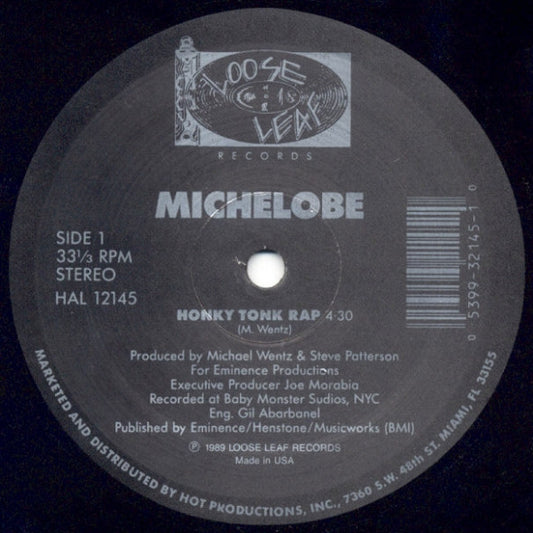 LOOSE
LEAF
RECORDS
MICHELOBE
SIDE 1
33⅓ RPM
STEREO
HAL 12145
0 5399-32145-1 0
HONKY TONK RAP 4:30
(M. Wentz)
Produced by Michael Wentz & Steve Patterson
For Eminence Productions
Executive Producer Joe Marabia
Recorded at Baby Monster Sudios, NYC
Eng. Gil Abarbanel
Published by Eminence/Henstone/Musicworks (BMI)
℗ 1989 LOOSE LEAF RECORDS
Made in USA
MARKETED AND DISTRIBUTED BY HOT PRODUCTIONS, INC., 7360 S.W. 48th ST. MIAMI, FL 33155